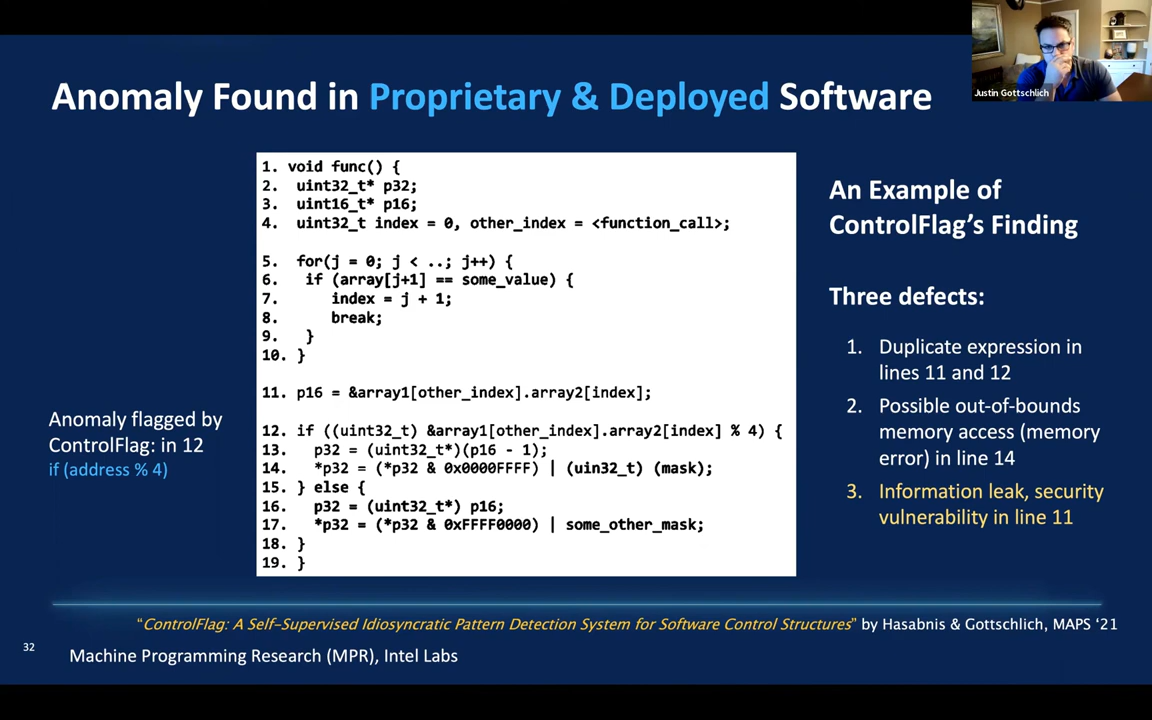 Justin Gottschlich
Anomaly Found in Proprietary & Deployed Software
1. void func() {
2. uint32_t* p32;
3. uint16_t* p16;
4. uint32_t index = 0, other_index = <function_call>;
5. for(j = 0; j < ..; j++) {
6. if (array[j+1] == some_value) {
7. index = j + 1;
8. break;
9. }
10. }
11. p16 = &array1[other_index].array2[index];
12. if ((uint32_t) &array1[other_index].array2[index] % 4) {
13. p32 = (uint32_t*)(p16 - 1);
14. *p32 = (*p32 & 0x0000FFFF) | (uin32_t) (mask);
15. } else {
16. p32 = (uint32_t*) p16;
17. *p32 = (*p32 & 0xFFFF0000) | some_other_mask;
18. }
19. }
Anomaly flagged by
ControlFlag: in 12
if (address % 4)
An Example of
ControlFlag’s Finding
Three defects:
1. Duplicate expression in
lines 11 and 12
2. Possible out-of-bounds
memory access (memory
error) in line 14
3. Information leak, security
vulnerability in line 11
“ControlFlag: A Self-Supervised Idiosyncratic Pattern Detection System for Software Control Structures” by Hasabnis & Gottschlich, MAPS ‘21
32
Machine Programming Research (MPR), Intel Labs